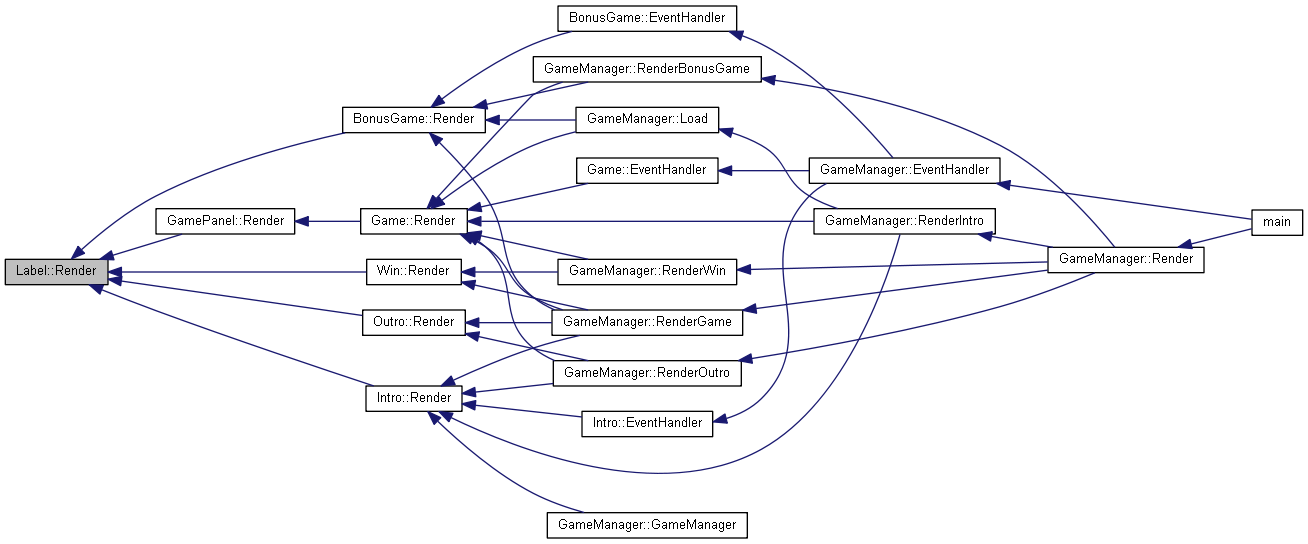 BonusGame::EventHandler
GameManager::RenderBonusGame
BonusGame::Render
GameManager::Load
Game::EventHandler
GameManager::EventHandler
GamePanel::Render
Game::Render
GameManager::RenderIntro
main
Label::Render
Win::Render
GameManager::RenderWin
GameManager::Render
Outro::Render
GameManager::RenderGame
GameManager::RenderOutro
Intro::Render
Intro::EventHandler
GameManager::GameManager